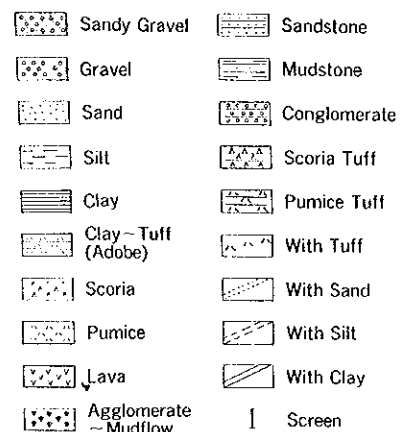 Sandy Gravel
Gravel
Sand
Silt
Clay
Clay~Tuff
(Adobe)
Scoria
Pumice
Lava
Agglomerate
~Mudflow
Sandstone
Mudstone
Conglomerate
Scoria Tuff
Pumice Tuff
With Tuff
With Sand
With Silt
With Clay
Screen